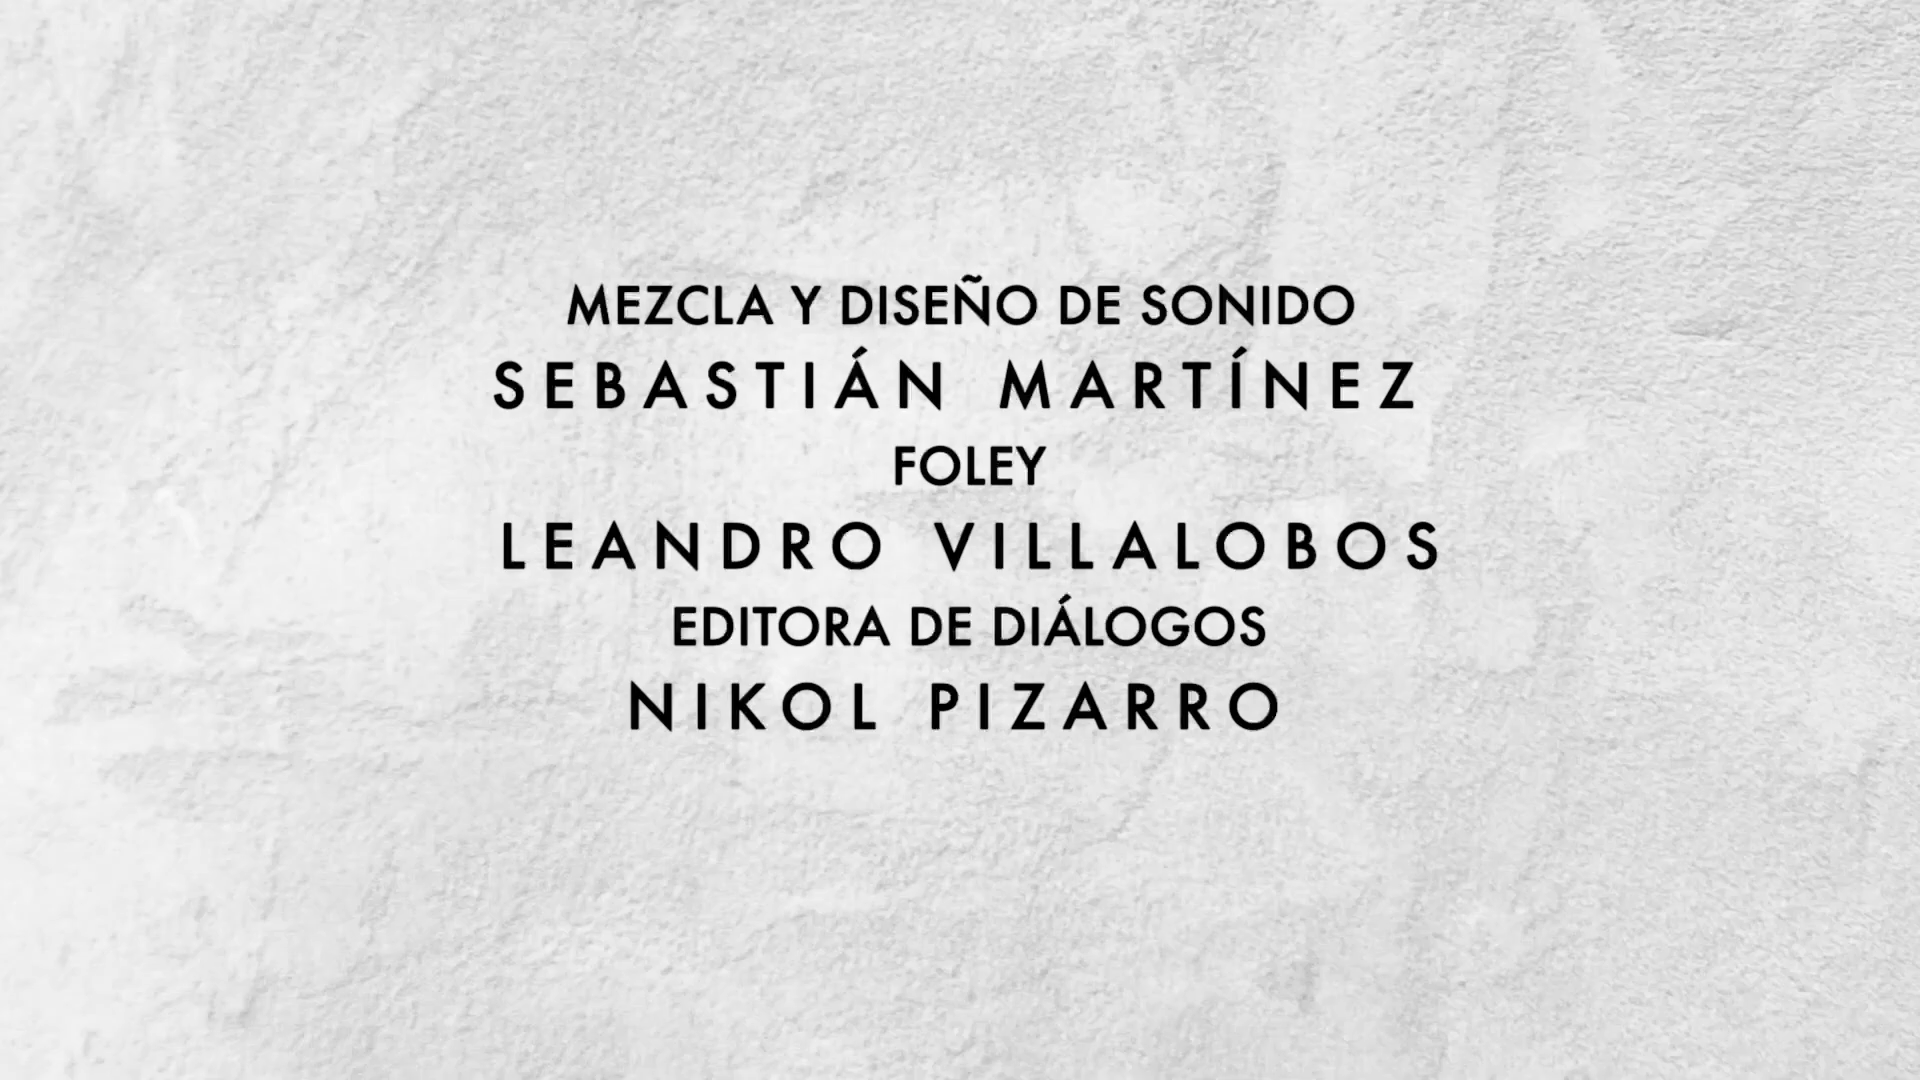 MEZCLA Y DISEÑO DE SONIDO
SEBASTIÁN MARTÍNEZ
FOLEY
LEANDRO VILLALOBOS
EDITORA DE DIÁLOGOS
NIKOL PIZARRO